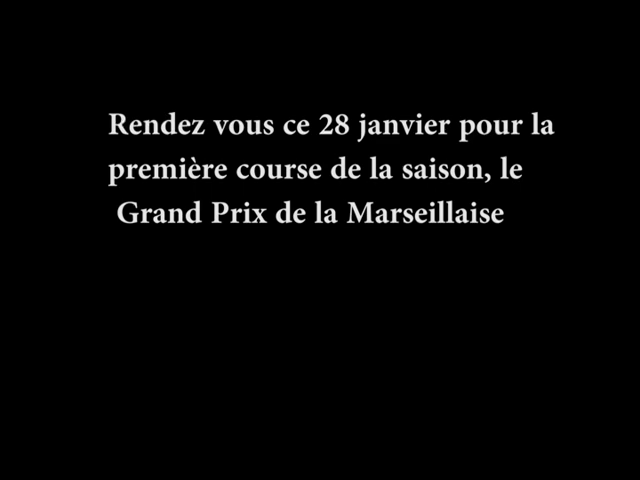 Rendez vous ce 28 janvier pour la
première course de la saison, le
Grand Prix de la Marseillaise